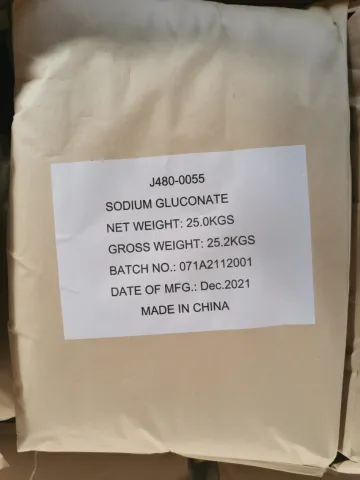 J480-0055
SODIUM GLUCONATE
NET WEIGHT: 25.0KGS
GROSS WEIGHT: 25.2KGS
BATCH NO.: 071A2112001
DATE OF MFG.: Dec.2021
MADE IN CHINA